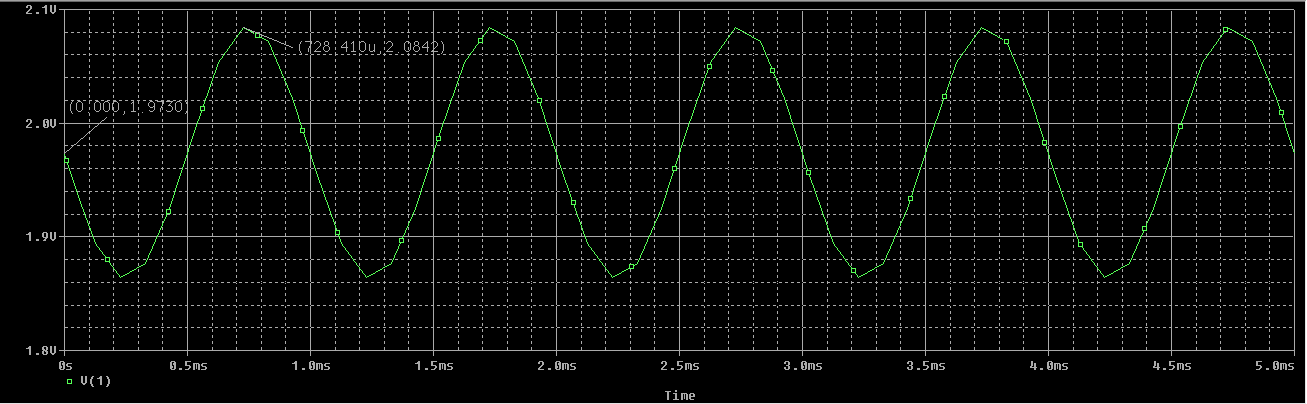 2.1V
(728.410u,2.0842)
(0.000,1.9730)
2.0V
1.9V
1.8V
0s 0.5ms 1.0ms 1.5ms 2.0ms 2.5ms 3.0ms 3.5ms 4.0ms 4.5ms 5.0ms
V(1)
Time